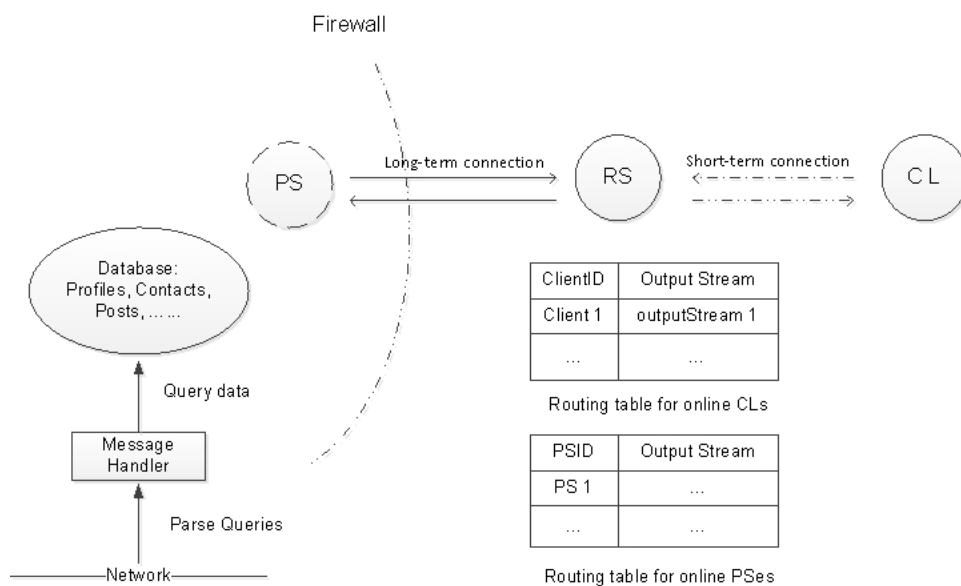 Firewall
PS
Long-term connection
RS
Short-term connection
CL
Database:
Profiles, Contacts,
Posts, ... ...
Query data
Message
Handler
Parse Queries
Network
ClientID Output Stream
Client 1 outputStream 1
... ...
Routing table for online CLs
PSID Output Stream
PS 1 ...
... ...
Routing table for online PSes